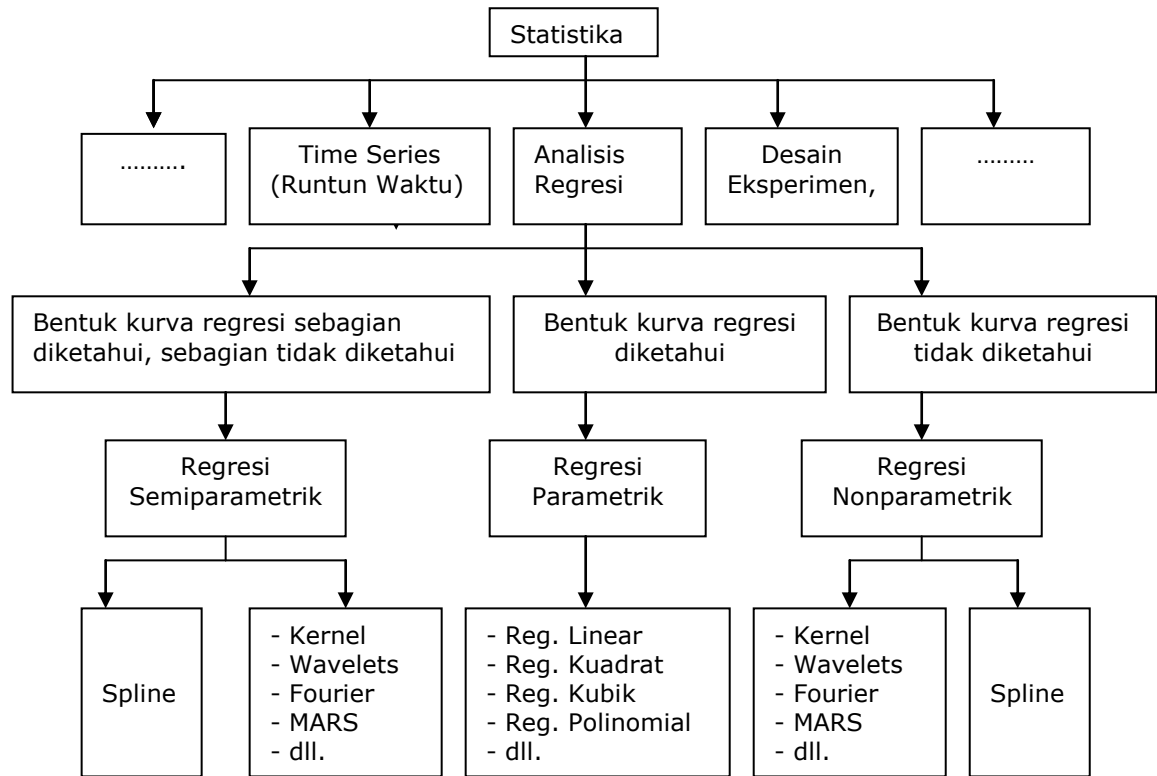 Statistika
……….
Time Series
(Runtun Waktu)
Analisis
Regresi
Desain
Eksperimen,
………
Bentuk kurva regresi sebagian
diketahui, sebagian tidak diketahui
Bentuk kurva regresi
diketahui
Bentuk kurva regresi
tidak diketahui
Regresi
Semiparametrik
Regresi
Parametrik
Regresi
Nonparametrik
Spline
- Kernel
- Wavelets
- Fourier
- MARS
- dll.
- Reg. Linear
- Reg. Kuadrat
- Reg. Kubik
- Reg. Polinomial
- dll.
- Kernel
- Wavelets
- Fourier
- MARS
- dll.
Spline